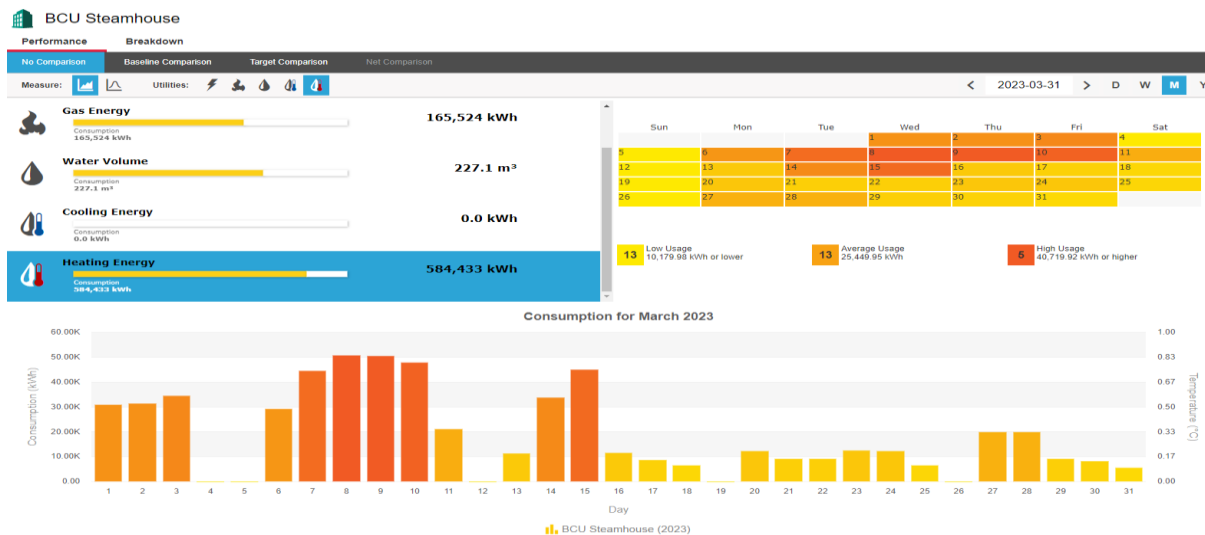 BCU Steamhouse
Performance Breakdown
No Comparison Baseline Comparison Target Comparison Net Comparison
Measure: Utilities: 2023-03-31 D W M Y
Gas Energy
165,524 kWh
Consumption
165,524 kWh
Water Volume
227.1 m³
Consumption
227.1 m³
Cooling Energy
0.0 kWh
Consumption
0.0 kWh
Heating Energy
584,433 kWh
Consumption
584,433 kWh
Sun Mon Tue Wed Thu Fri Sat
1 2 3 4
5 6 7 8 9 10 11
12 13 14 15 16 17 18
19 20 21 22 23 24 25
26 27 28 29 30 31
13 Low Usage
10,179.98 kWh or lower
13 Average Usage
25,449.95 kWh
5 High Usage
40,719.92 kWh or higher
Consumption for March 2023
Consumption (kWh)
60.00K
50.00K
40.00K
30.00K
20.00K
10.00K
0.00
1.00
0.83
0.67
0.50
0.33
0.17
0.00
Temperature (°C)
1 2 3 4 5 6 7 8 9 10 11 12 13 14 15 16 17 18 19 20 21 22 23 24 25 26 27 28 29 30 31
Day
BCU Steamhouse (2023)